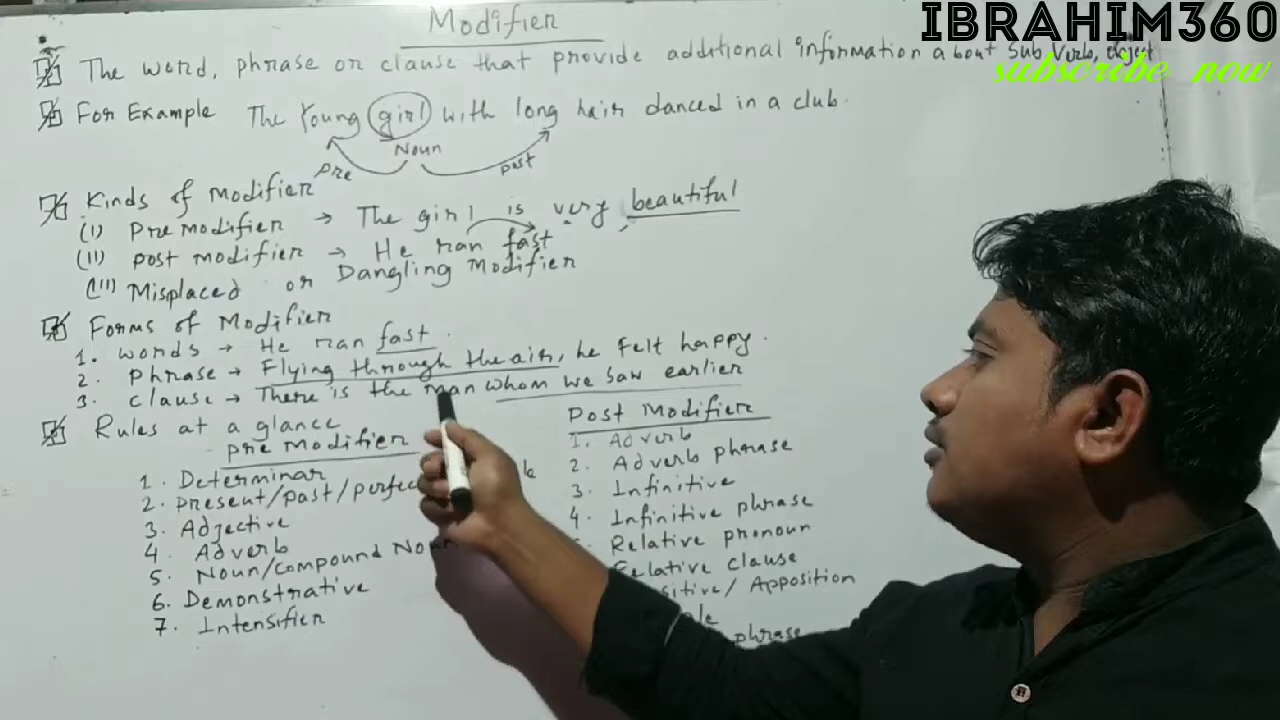 IBRAHIM360
subscribe now
Modifier
The word, phrase or clause that provide additional information about Sub Verb, object
For Example The Young girl with long hair danced in a club.
Noun
Pre
Post
Kinds of Modifier
(I) Pre modifier → The girl is very beautiful
(II) Post modifier → He ran fast
(III) Misplaced or Dangling Modifier
Forms of Modifier
1. words → He ran fast.
2. Phrase → Flying through the air, he felt happy.
3. Clause → There is the man whom we saw earlier
Rules at a glance
Pre Modifier
1. Determinar
2. Present/past/perfec
3. Adjective
4. Adverb
5. Noun/compound Noun
6. Demonstrative
7. Intensifier
Post Modifier
1. Adverb
2. Adverb phrase
3. Infinitive
4. Infinitive phrase
Relative pronoun
Relative clause
sitive/ Apposition
phrase